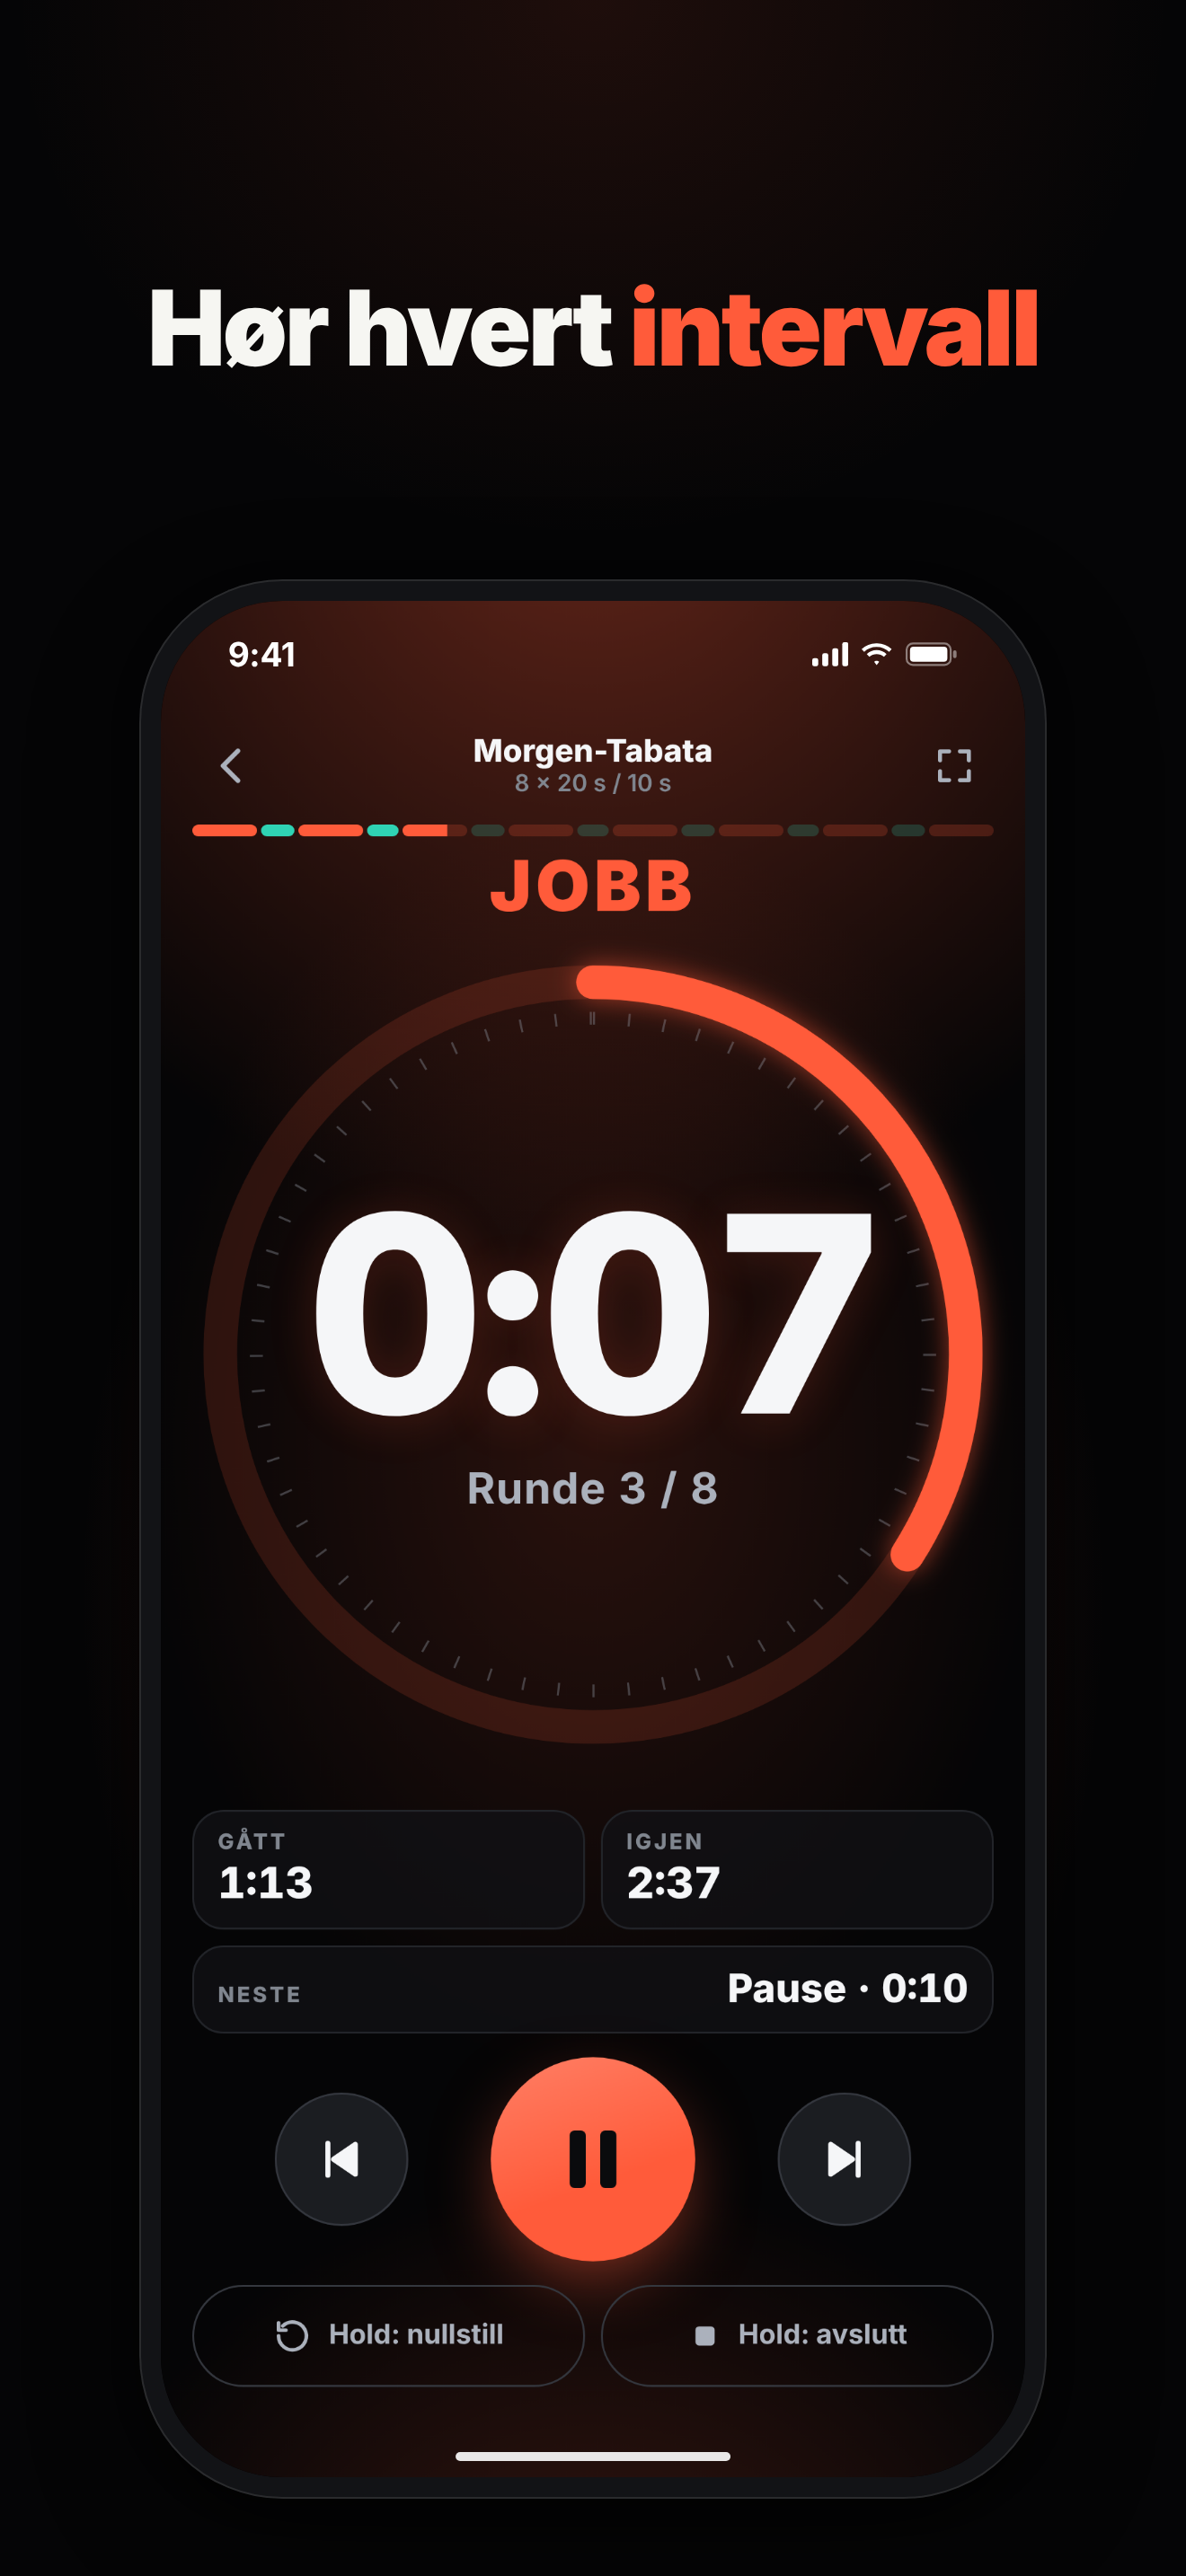 Hør hvert intervall
9:41
Morgen-Tabata
8 × 20 s / 10 s
JOBB
0:07
Runde 3 / 8
GÅTT
1:13
IGJEN
2:37
NESTE
Pause · 0:10
Hold: nullstill
Hold: avslutt